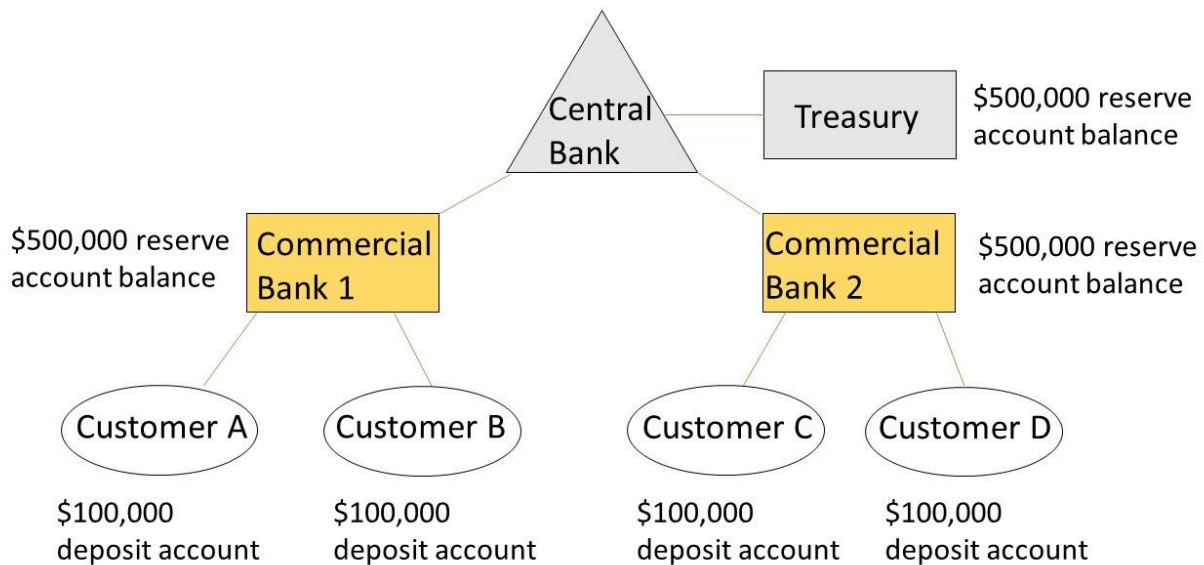 Central
Bank
Treasury
$500,000 reserve
account balance
$500,000 reserve
account balance
Commercial
Bank 1
Commercial
Bank 2
$500,000 reserve
account balance
Customer A
Customer B
Customer C
Customer D
$100,000
deposit account
$100,000
deposit account
$100,000
deposit account
$100,000
deposit account